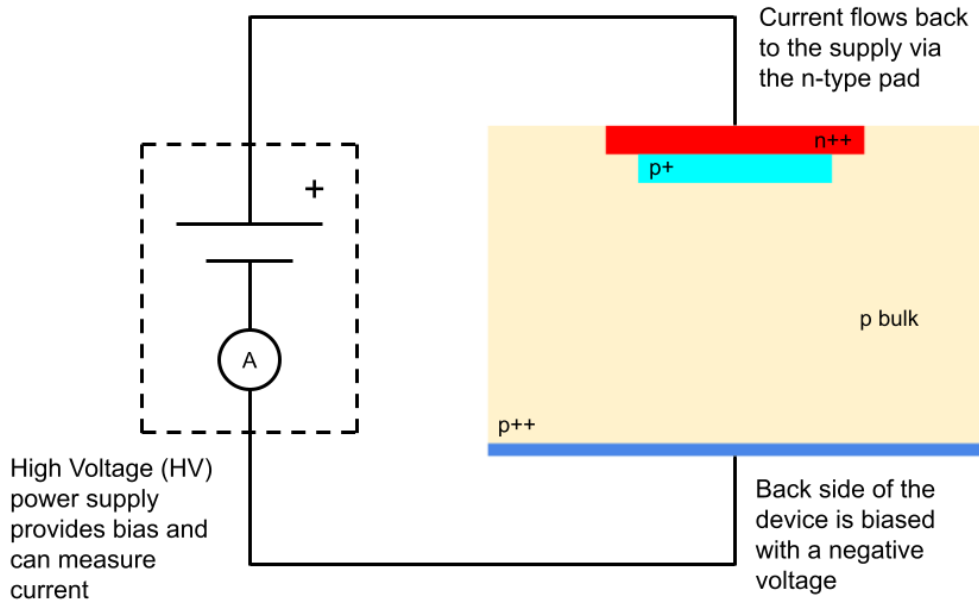 Current flows back
to the supply via
the n-type pad
n++
p+
+
p bulk
A
p++
High Voltage (HV)
power supply
provides bias and
can measure
current
Back side of the
device is biased
with a negative
voltage